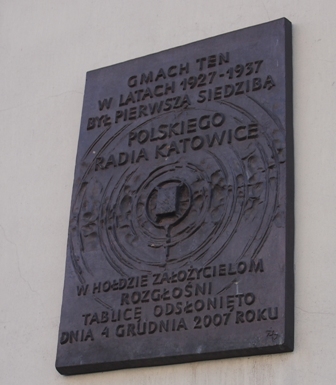 GMACH TEN
W LATACH 1927-1937
BYŁ PIERWSZĄ SIEDZIBĄ
POLSKIEGO
RADIA KATOWICE
W HOŁDZIE ZAŁOŻYCIELOM
ROZGŁOŚNI
TABLICĘ ODSŁONIĘTO
DNIA 4 GRUDNIA 2007 ROKU